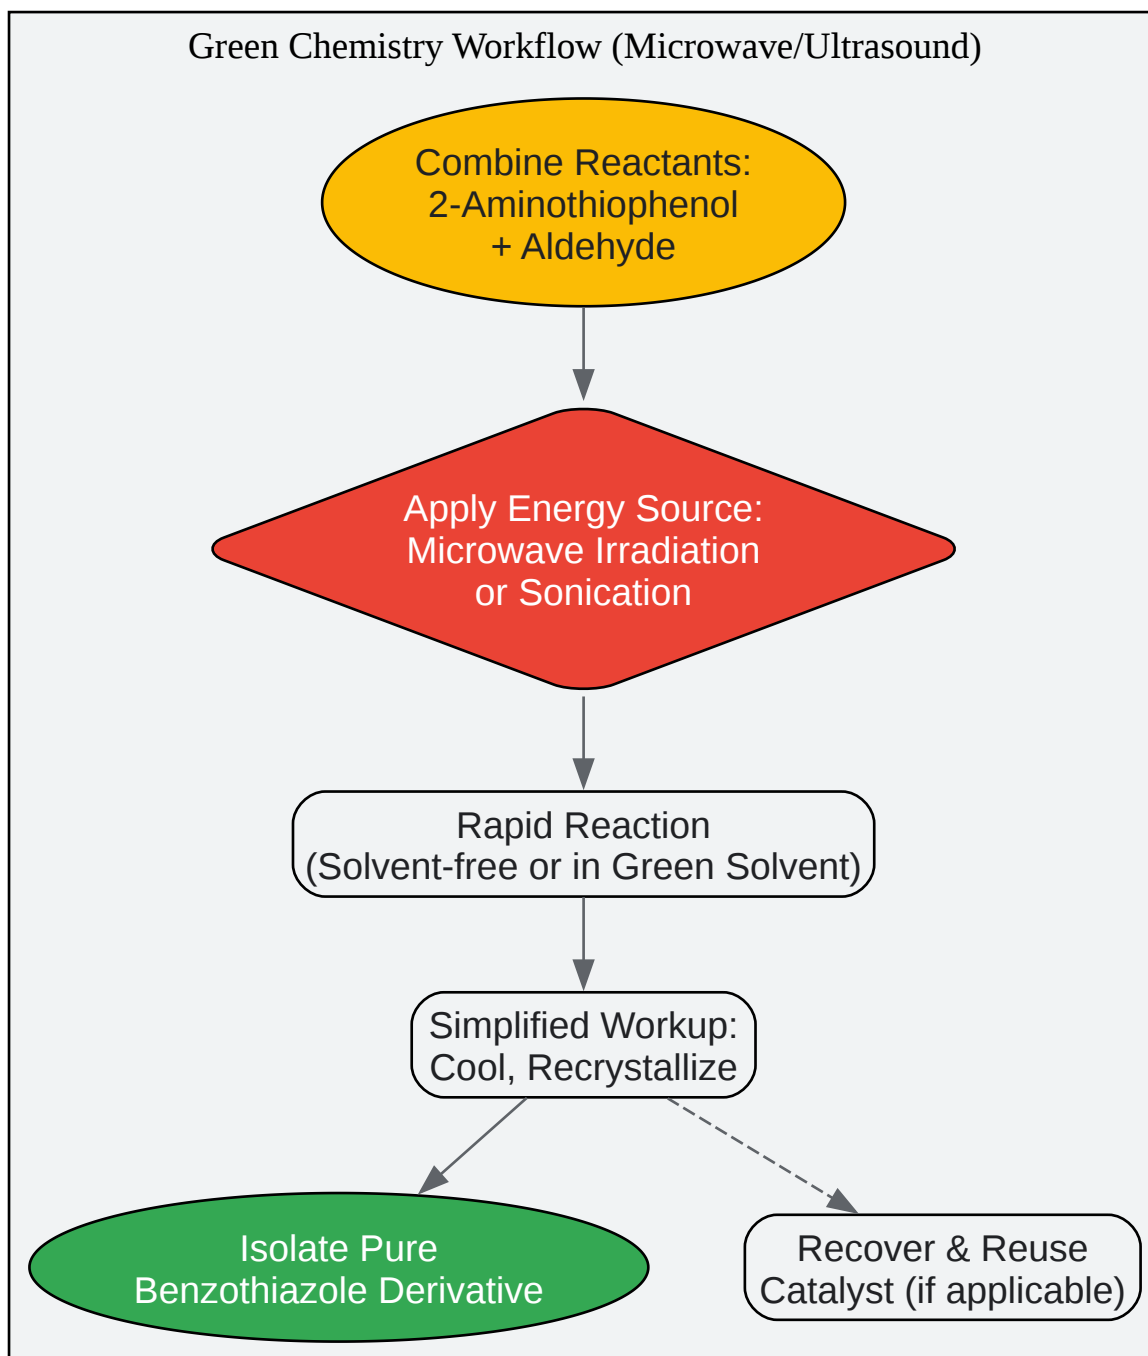 Green Chemistry Workflow (Microwave/Ultrasound)
Combine Reactants:
2-Aminothiophenol
+ Aldehyde
Apply Energy Source:
Microwave Irradiation
or Sonication
Rapid Reaction
(Solvent-free or in Green Solvent)
Simplified Workup:
Cool, Recrystallize
Isolate Pure
Benzothiazole Derivative
Recover & Reuse
Catalyst (if applicable)